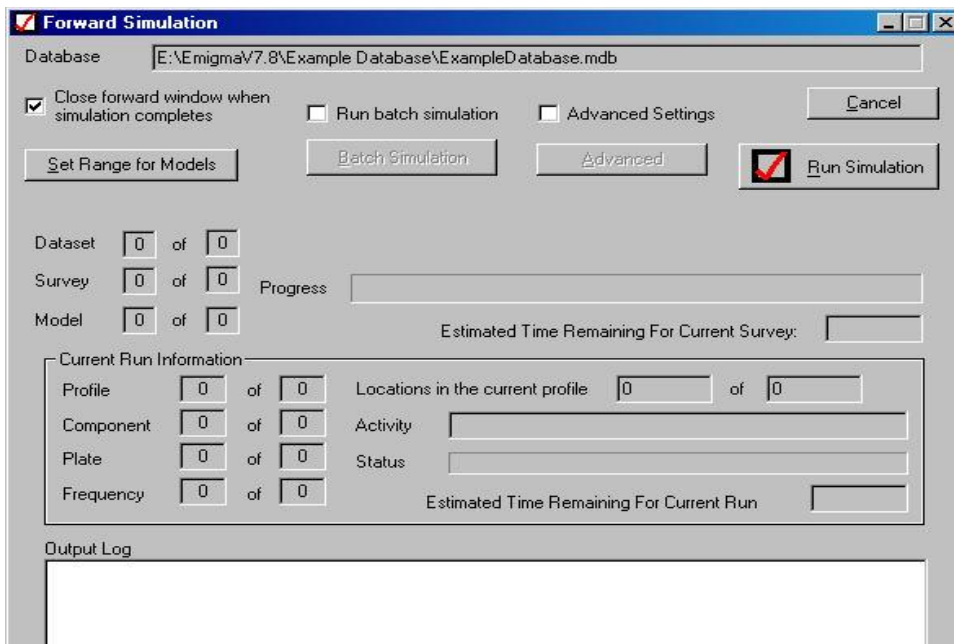 Forward Simulation
Database E:\EmigmaV7.8\Example Database\ExampleDatabase.mdb
Close forward window when
simulation completes
Run batch simulation
Advanced Settings
Cancel
Set Range for Models
Batch Simulation
Advanced
Run Simulation
Dataset 0 of 0
Survey 0 of 0
Progress
Model 0 of 0
Estimated Time Remaining For Current Survey:
Current Run Information
Profile 0 of 0
Locations in the current profile 0 of 0
Component 0 of 0
Activity
Plate 0 of 0
Status
Frequency 0 of 0
Estimated Time Remaining For Current Run
Output Log